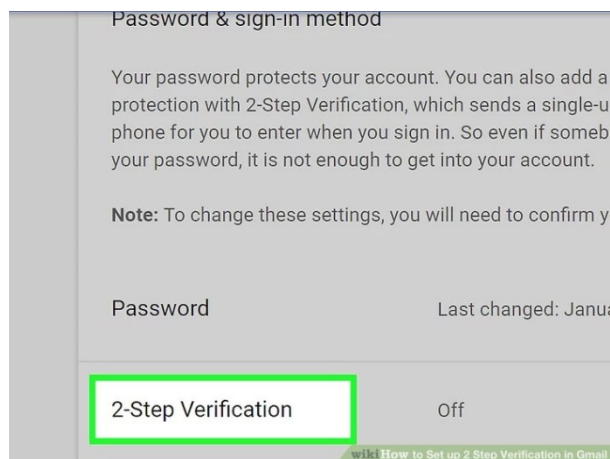 Password & sign-in method
Your password protects your account. You can also add a
protection with 2-Step Verification, which sends a single-u
phone for you to enter when you sign in. So even if someb
your password, it is not enough to get into your account.
Note: To change these settings, you will need to confirm y
Password
Last changed: Janua
2-Step Verification
Off
wikiHow to Set up 2 Step Verification in Gmail